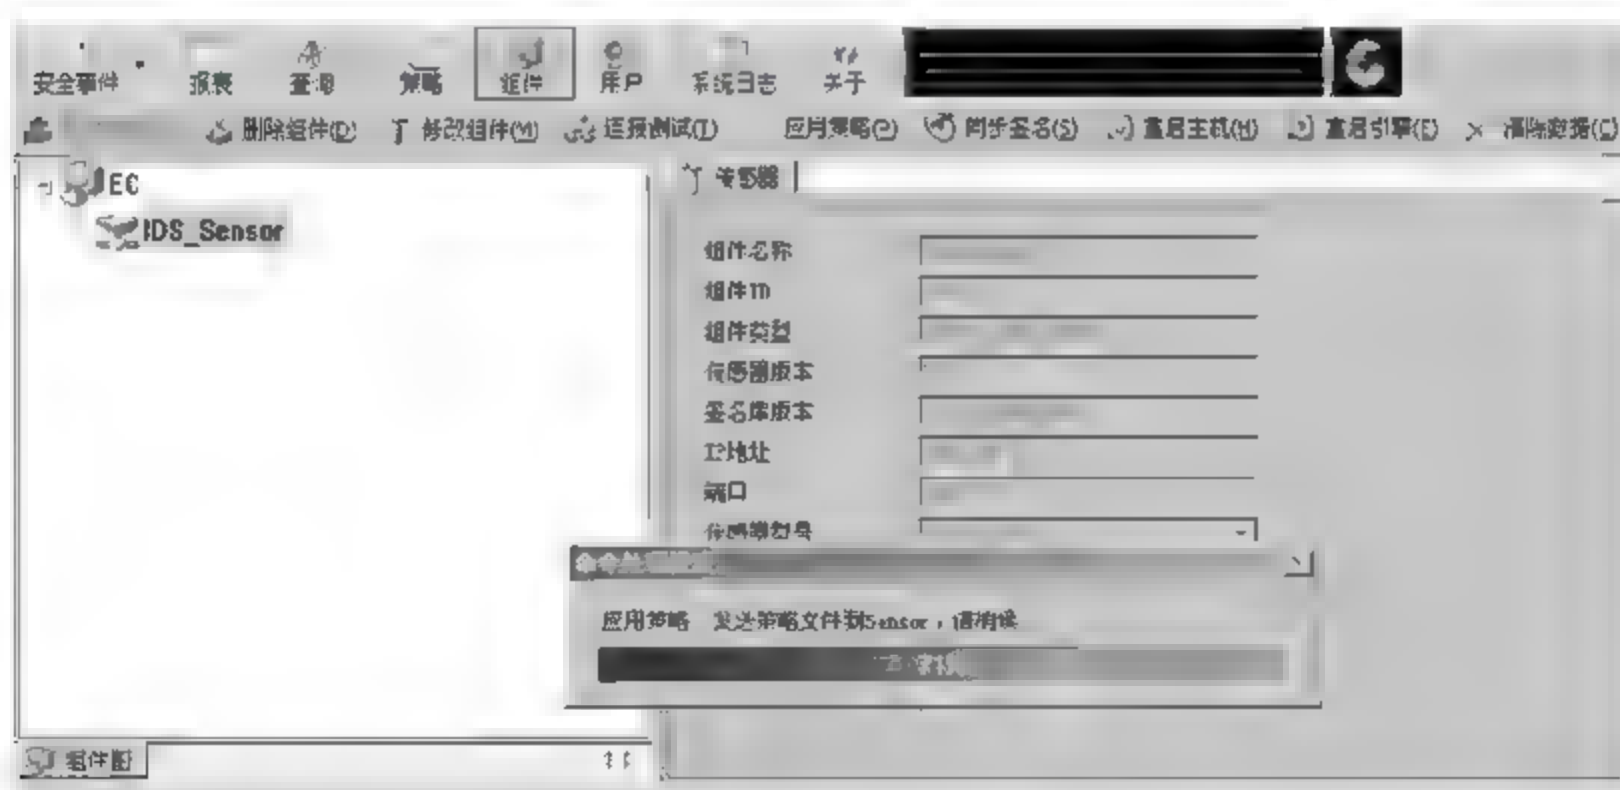 安全事件 报表 查询 策略 组件 用户 系统日志 关于
删除组件(D) 修改组件(M) 连接测试(T) 应用策略(P) 同步签名(S) 重启主机(H) 重启引擎(E) 清除数据(C)
EC
IDS_Sensor
传感器
组件名称
组件ID
组件类型
传感器版本
签名库版本
IP地址
端口
传感器型号
应用策略 发送策略文件到Sensor，请稍候
组件图